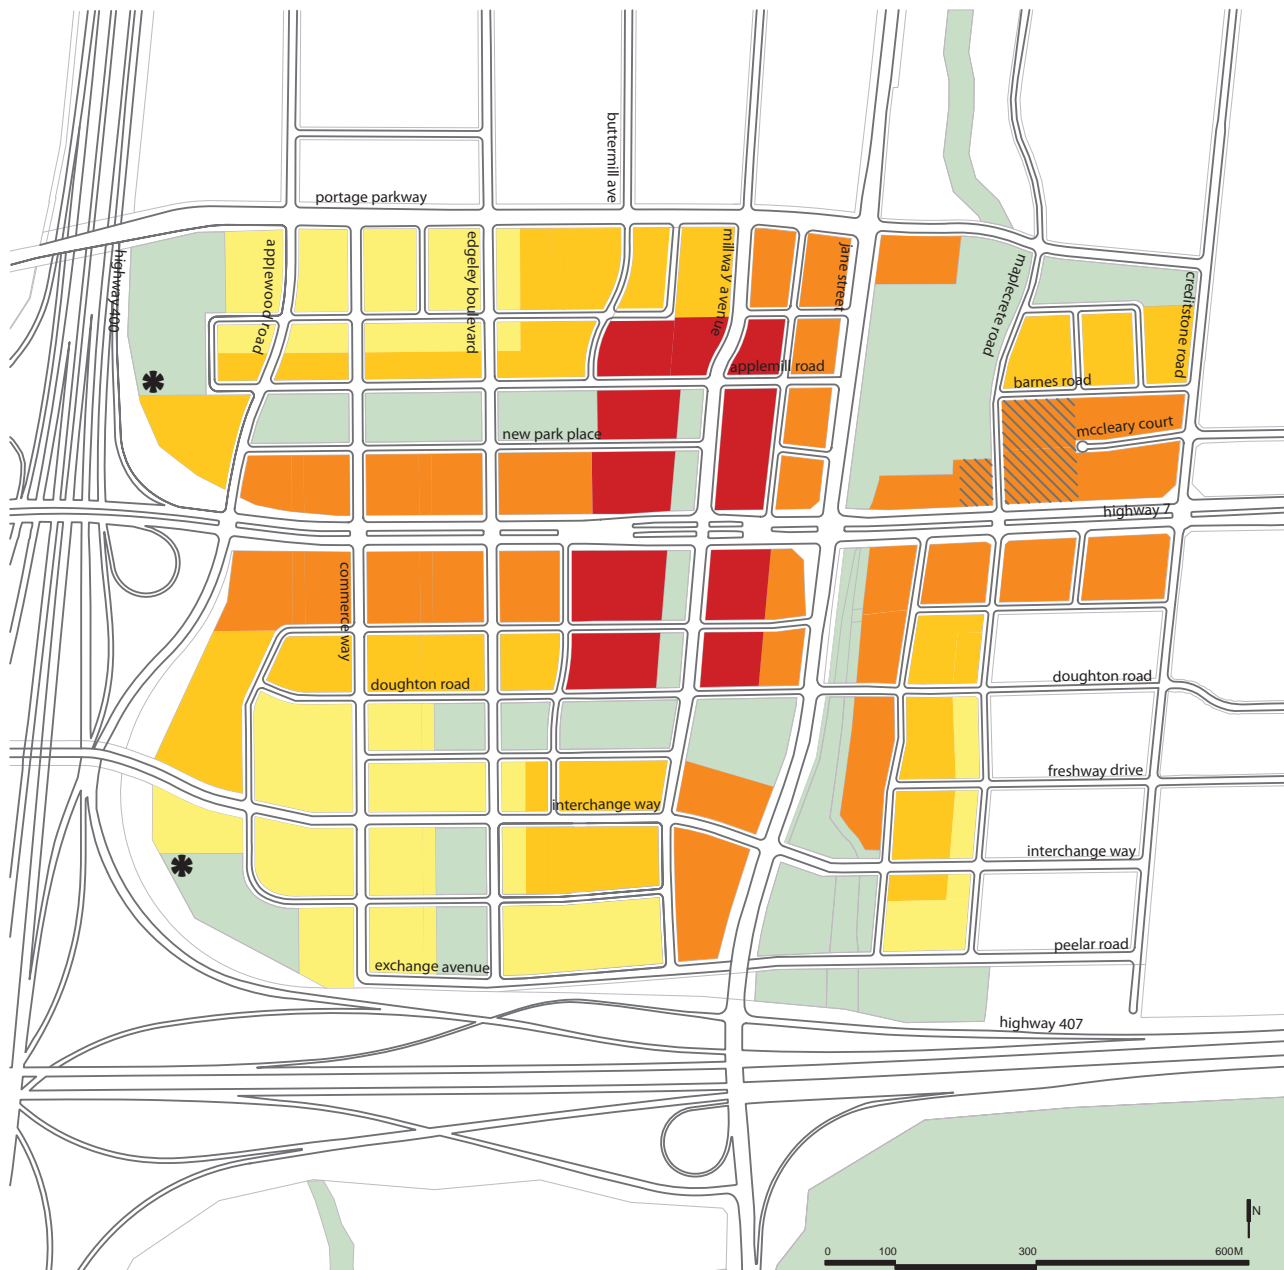 buttermill ave
portage parkway
highway 400
applewood road
edgeley boulevard
millway avenue
jane street
maplecrete road
creditstone road
applemill road
barnes road
mccleary court
new park place
highway 7
commerce way
doughton road
doughton road
freshway drive
interchange way
interchange way
peelar road
exchange avenue
highway 407
N
0 100 300 600M